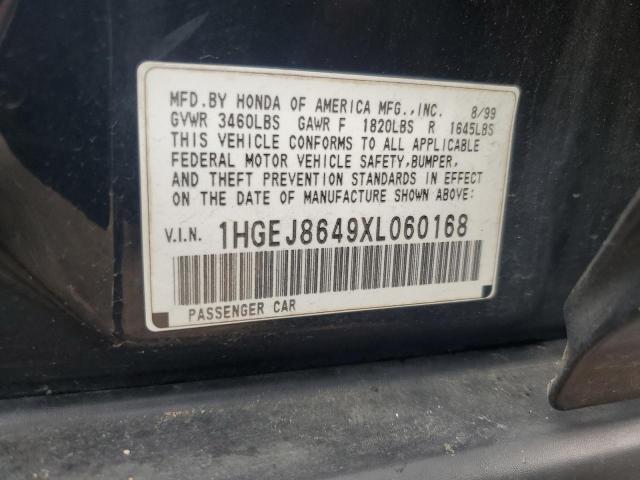 MFD.BY HONDA OF AMERICA MFG.,INC. 8/99
GVWR 3460LBS GAWR F 1820LBS R 1645LBS
THIS VEHICLE CONFORMS TO ALL APPLICABLE
FEDERAL MOTOR VEHICLE SAFETY,BUMPER,
AND THEFT PREVENTION STANDARDS IN EFFECT
ON THE DATE OF MANUFACTURE SHOWN ABOVE:
V.I.N. 1HGEJ8649XL060168
PASSENGER CAR